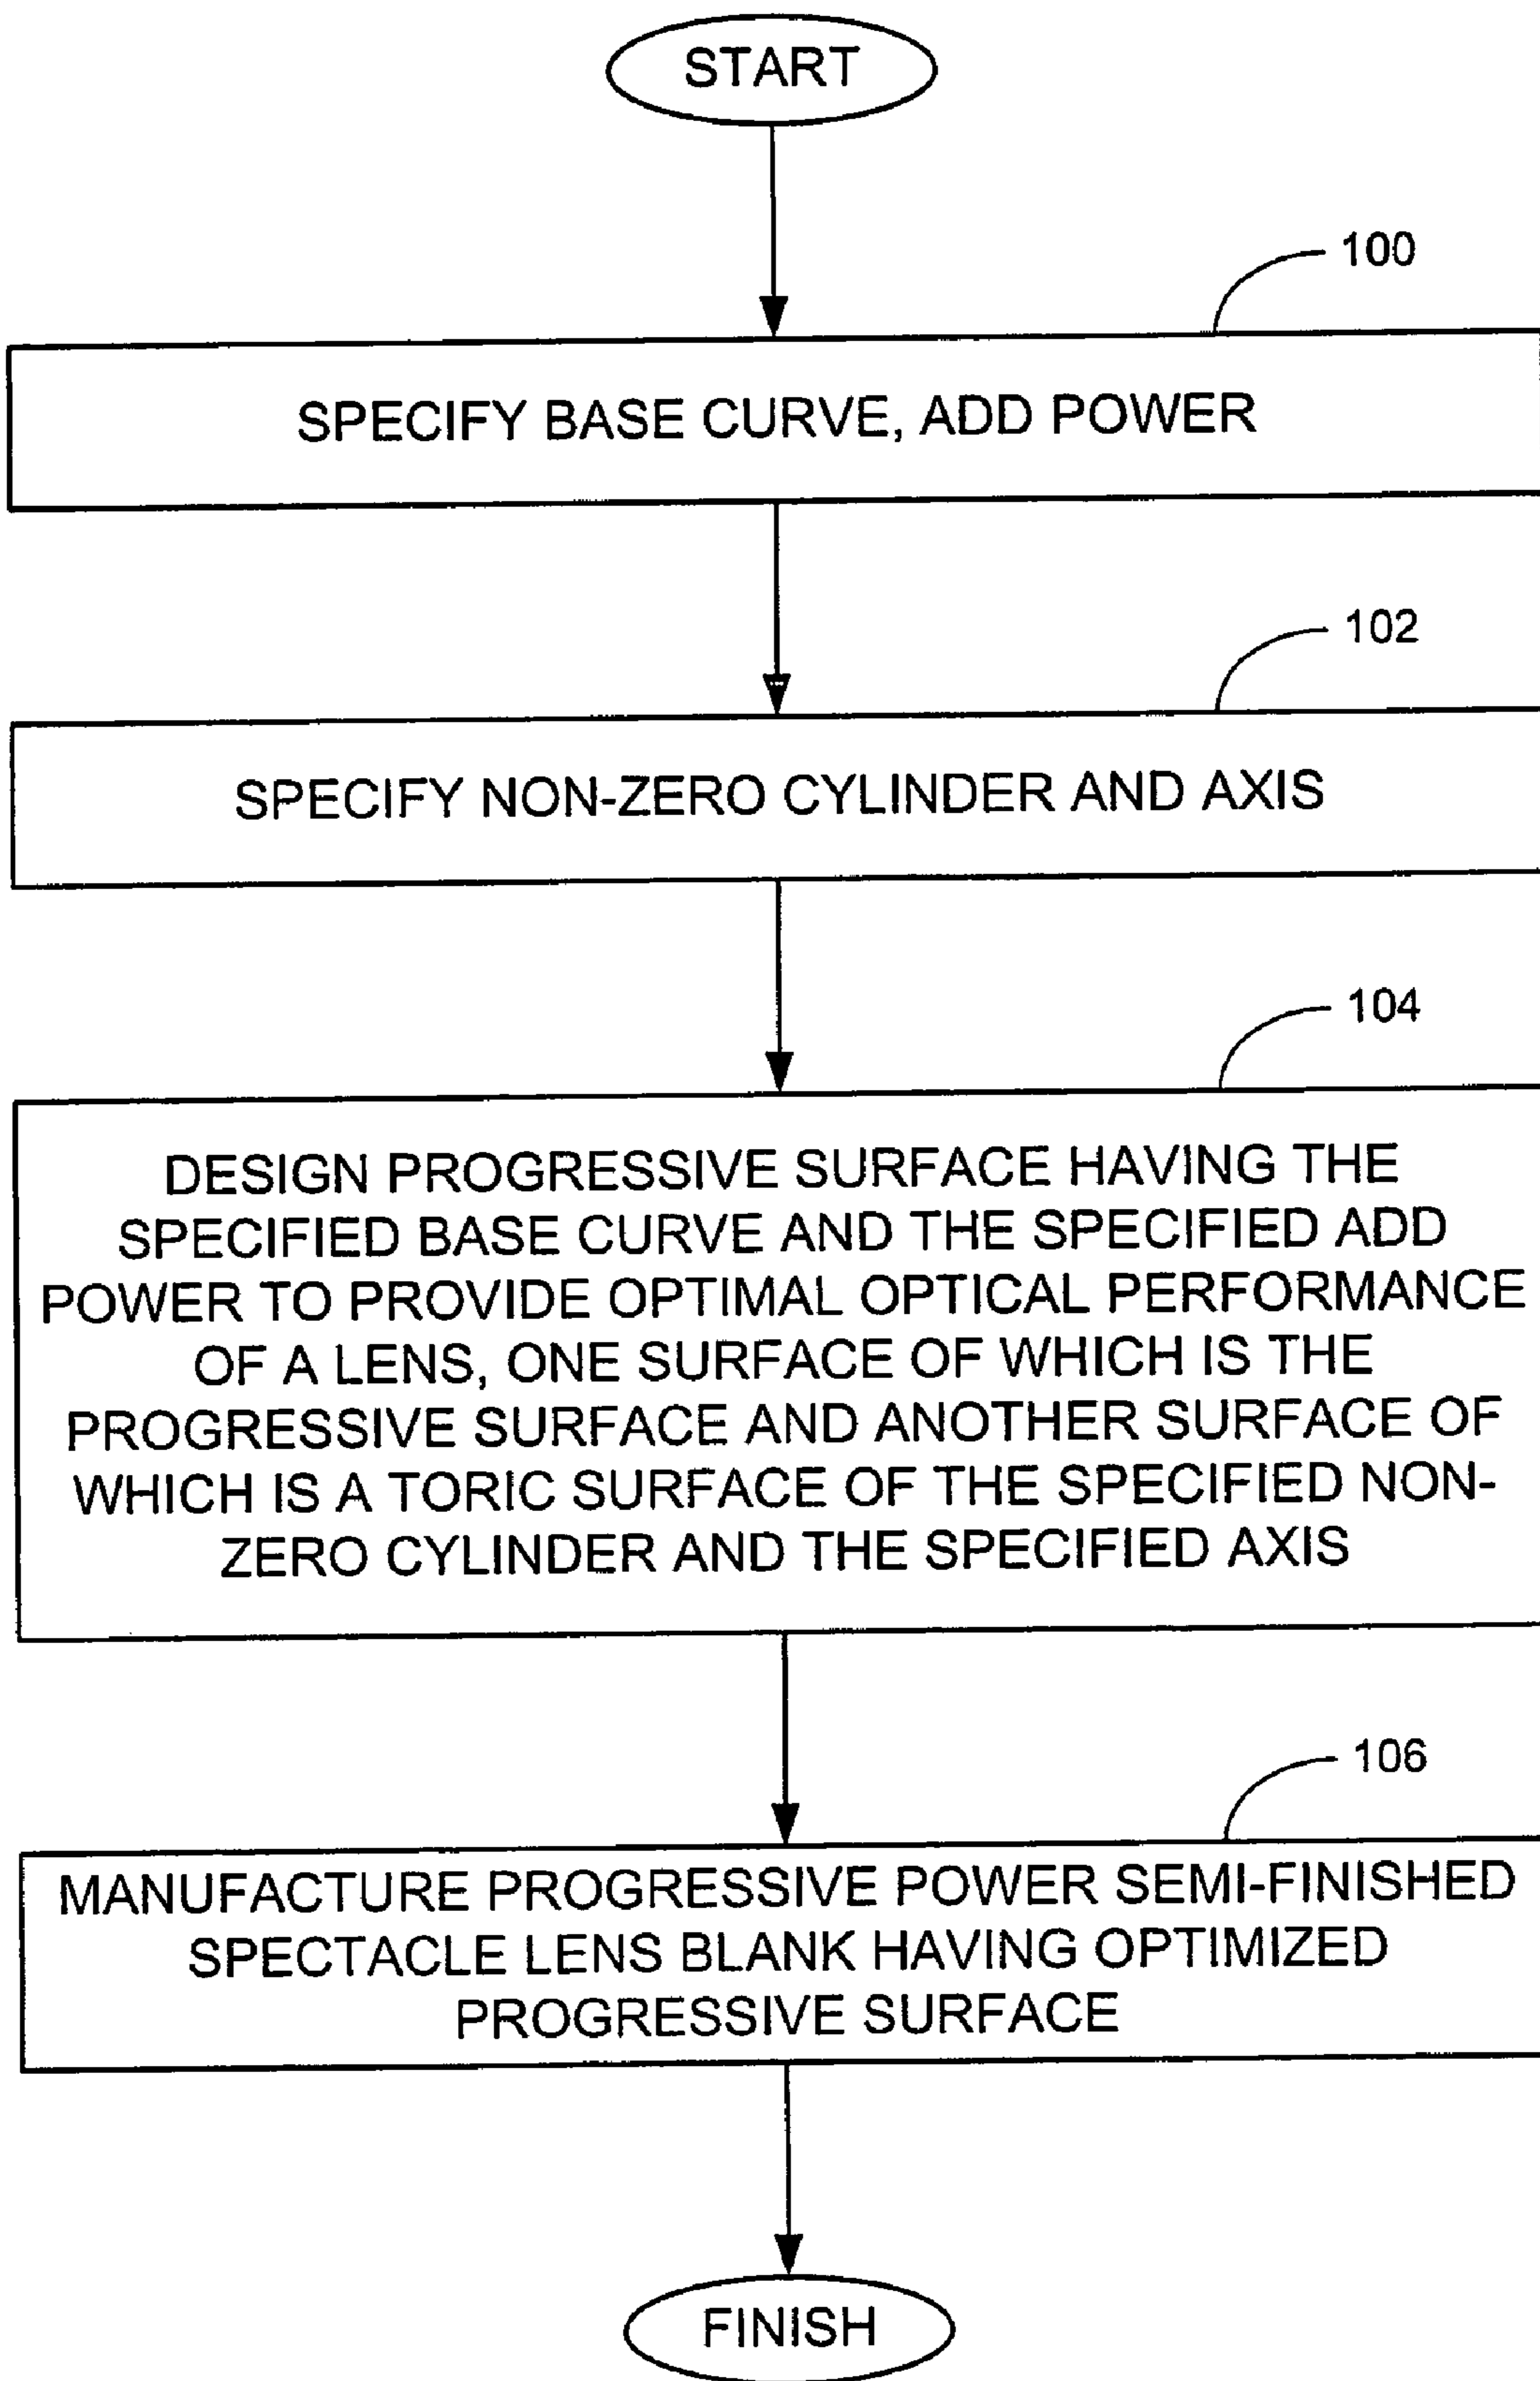 START
100
SPECIFY BASE CURVE, ADD POWER
102
SPECIFY NON-ZERO CYLINDER AND AXIS
104
DESIGN PROGRESSIVE SURFACE HAVING THE
SPECIFIED BASE CURVE AND THE SPECIFIED ADD
POWER TO PROVIDE OPTIMAL OPTICAL PERFORMANCE
OF A LENS, ONE SURFACE OF WHICH IS THE
PROGRESSIVE SURFACE AND ANOTHER SURFACE OF
WHICH IS A TORIC SURFACE OF THE SPECIFIED NON-
ZERO CYLINDER AND THE SPECIFIED AXIS
106
MANUFACTURE PROGRESSIVE POWER SEMI-FINISHED
SPECTACLE LENS BLANK HAVING OPTIMIZED
PROGRESSIVE SURFACE
FINISH